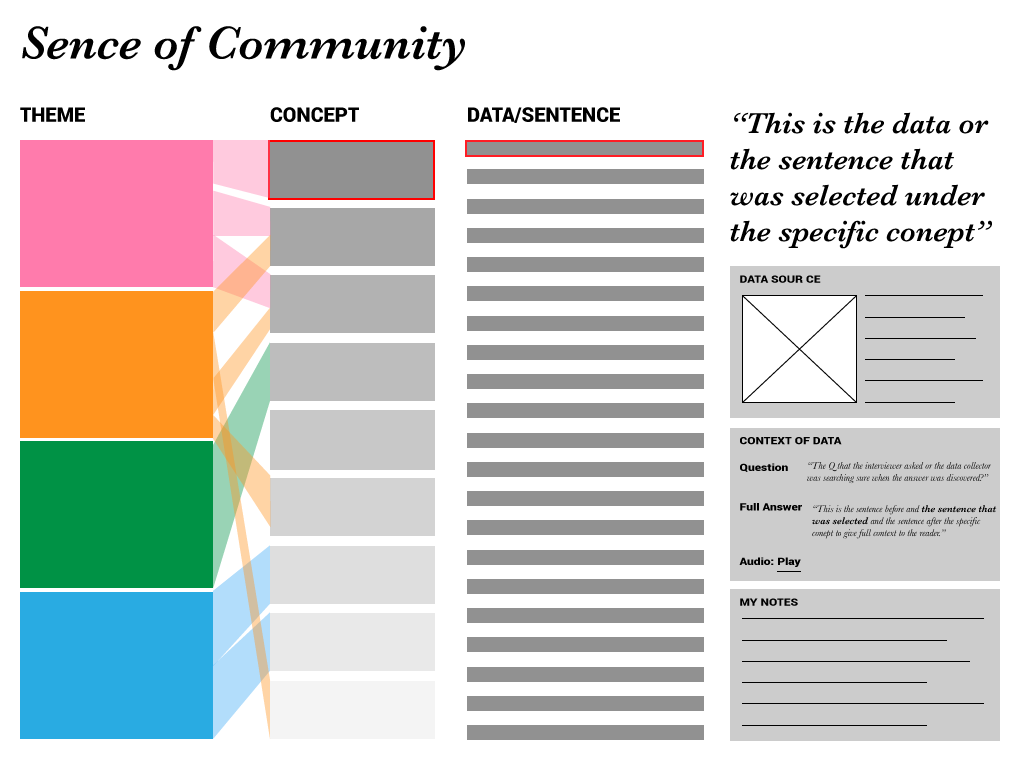 Sence of Community
THEME
CONCEPT
DATA/SENTENCE
“This is the data or
the sentence that
was selected under
the specific conept”
DATA SOUR CE
CONTEXT OF DATA
Question
“The Q that the interviewer asked or the data collector
was searching sure when the answer was discovered?”
Full Answer
“This is the sentence before and the sentence that
was selected and the sentence after the specific
conept to give full context to the reader.”
Audio: Play
MY NOTES